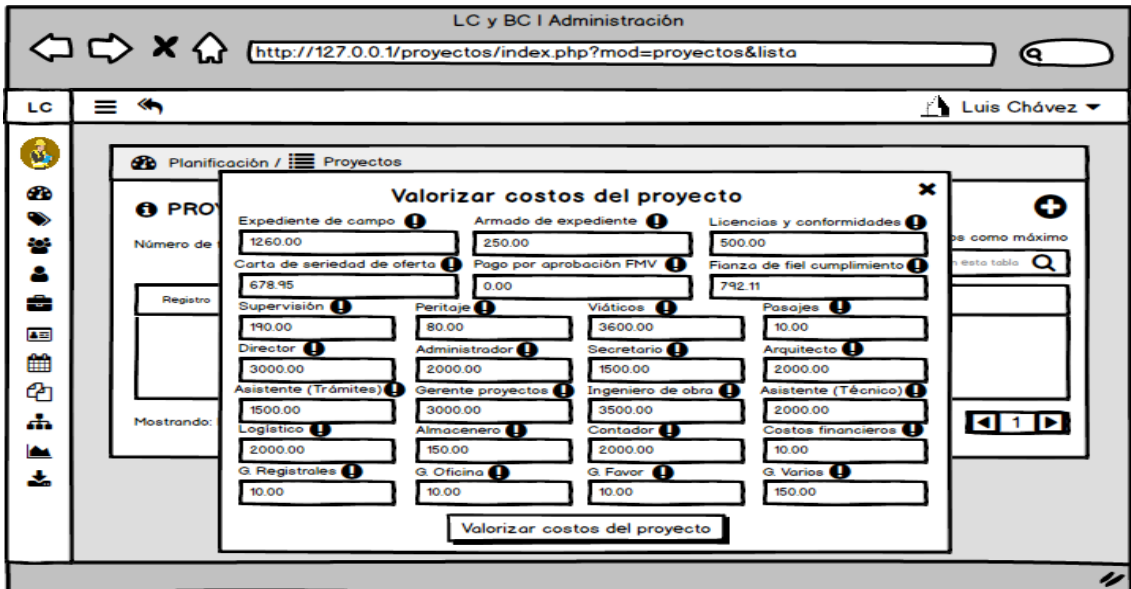 LC y BC | Administración
http://127.0.0.1/proyectos/index.php?mod=proyectos&lista
LC
Luis Chávez
Planificación / Proyectos
PROY
Número de
os como máximo
n esta tabla
Registro
Mostrando:
1
Valorizar costos del proyecto
Expediente de campo Armado de expediente Licencias y conformidades
1260.00 250.00 500.00
Carta de seriedad de oferta Pago por aprobación FMV Fianza de fiel cumplimiento
678.95 0.00 792.11
Supervisión Peritaje Viáticos Pasajes
190.00 80.00 3600.00 10.00
Director Administrador Secretario Arquitecto
3000.00 2000.00 1500.00 2000.00
Asistente (Trámites) Gerente proyectos Ingeniero de obra Asistente (Técnico)
1500.00 3000.00 3500.00 2000.00
Logístico Almacenero Contador Costos financieros
2000.00 150.00 2000.00 10.00
G. Registrales G. Oficina G. Favor G. Varios
10.00 10.00 10.00 150.00
Valorizar costos del proyecto